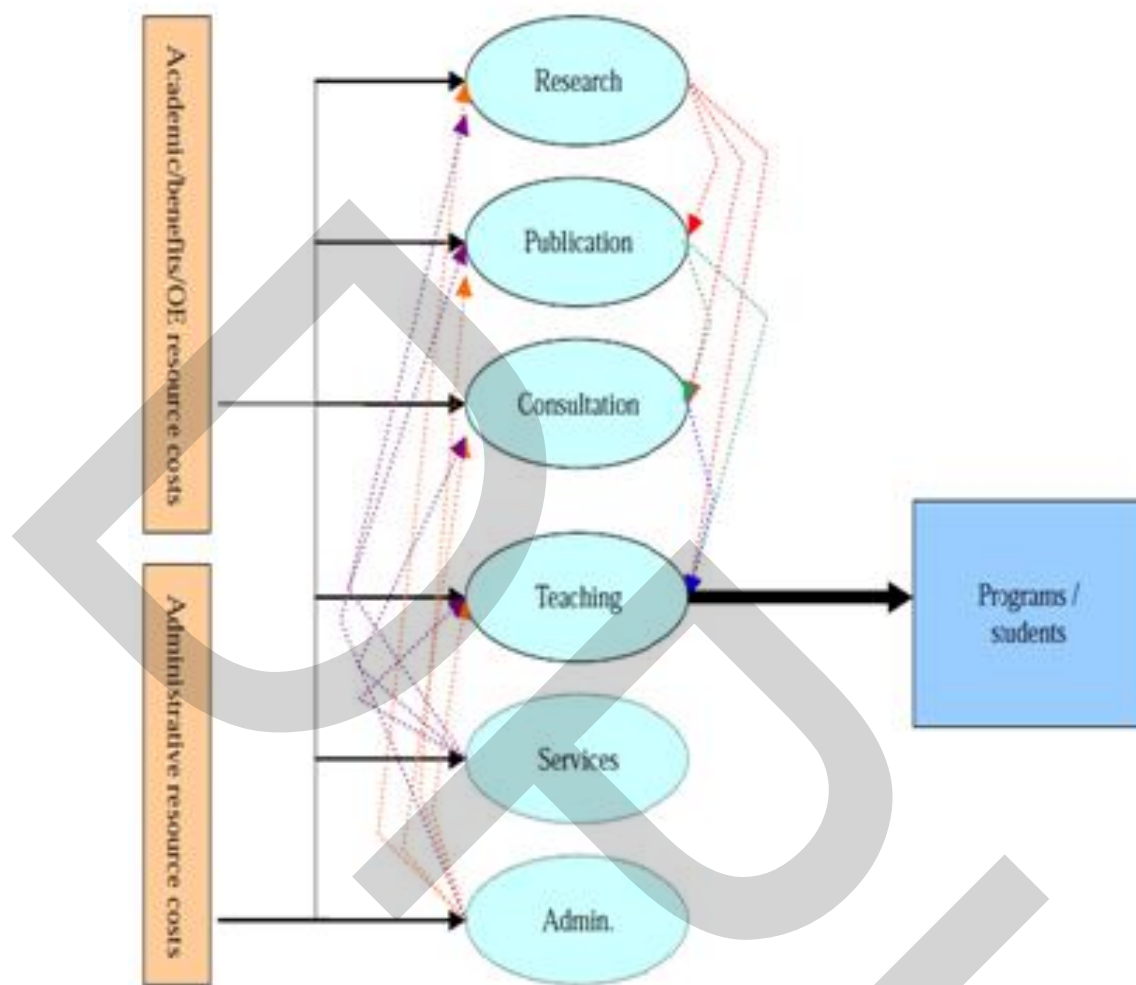 Academic/benefits/OE resource costs
Administrative resource costs
Research
Publication
Consultation
Teaching
Services
Admin.
Programs /
students